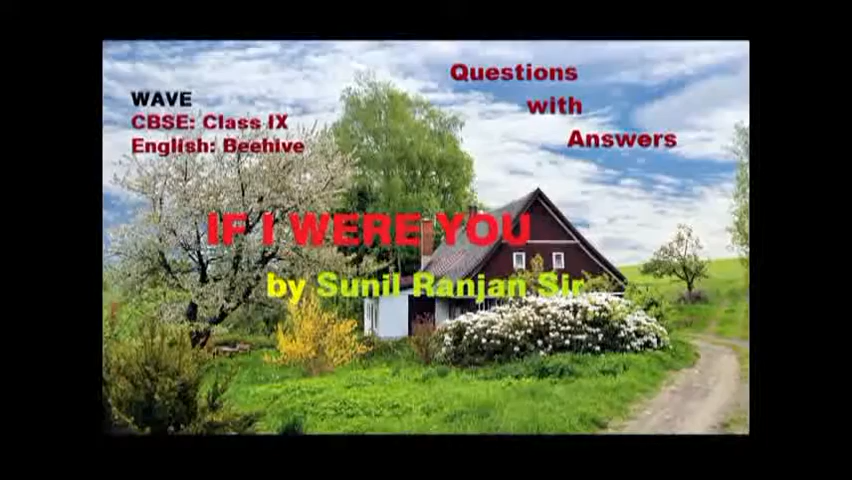 WAVE
CBSE: Class IX
English: Beehive
Questions
with
Answers
IF I WERE YOU
by Sunil Ranjan Sir